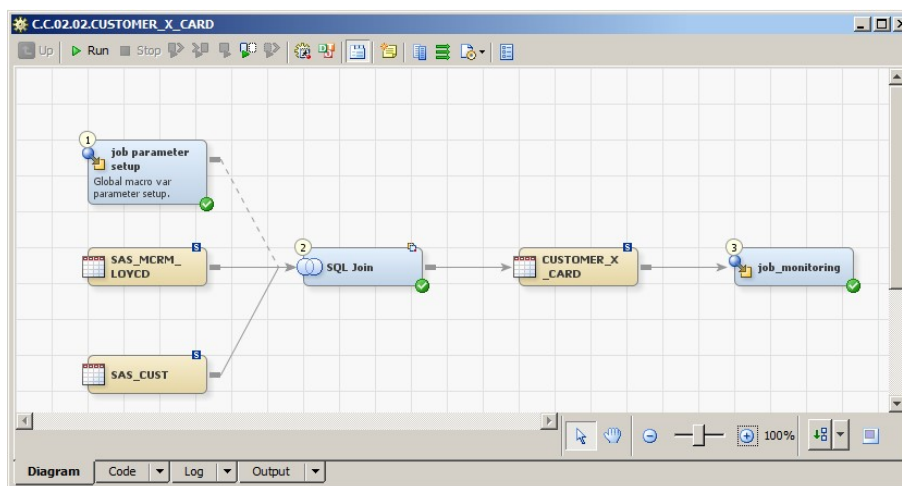 C.C.02.02.CUSTOMER_X_CARD
Up Run Stop
1
job parameter
setup
Global macro var
parameter setup.
S
SAS_MCRM_
LOYCD
2
SQL Join
S
CUSTOMER_X
_CARD
3
job_monitoring
S
SAS_CUST
100%
Diagram Code Log Output